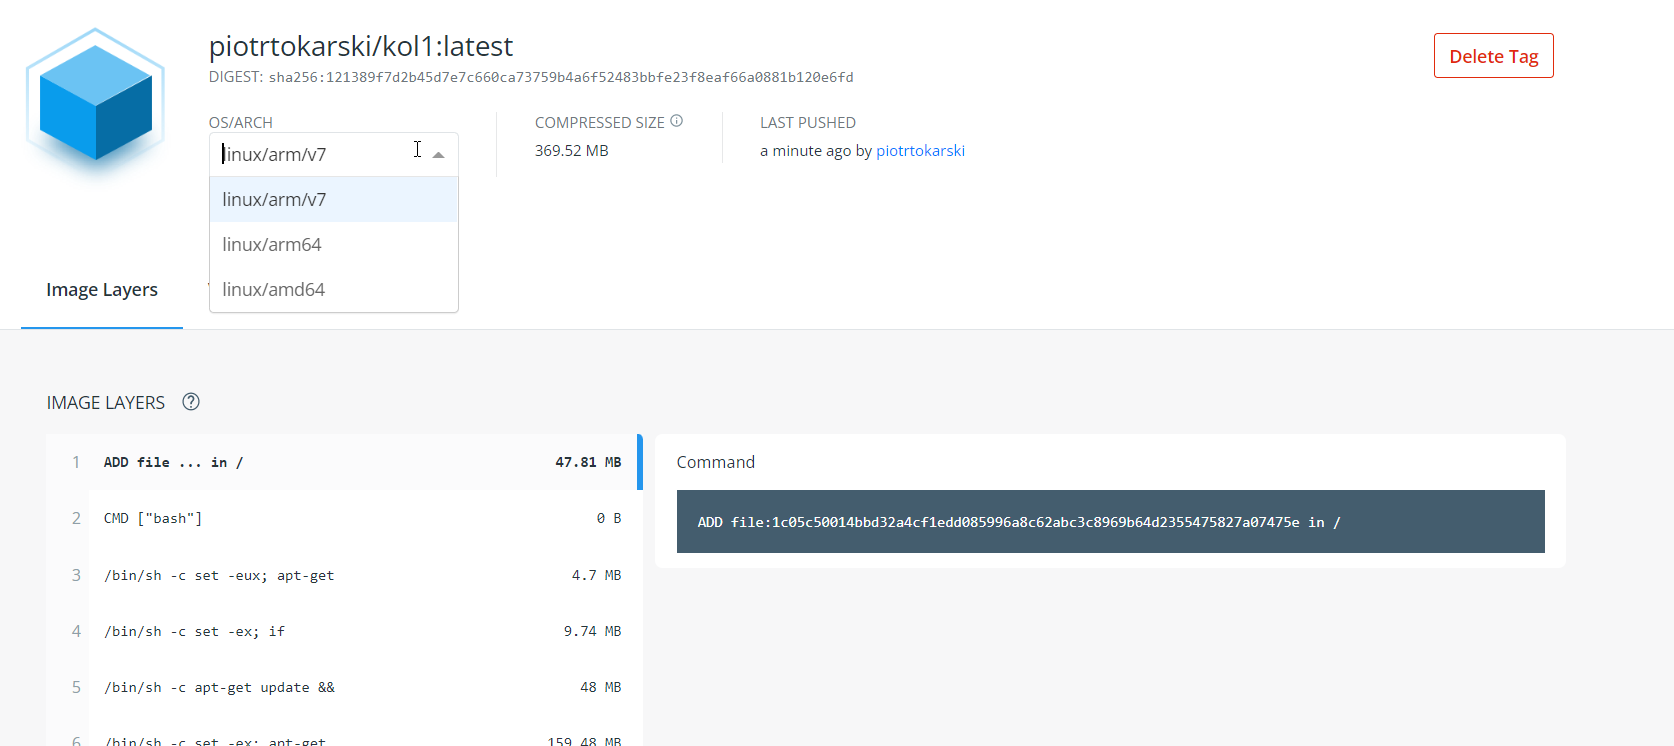 piotrtokarski/kol1:latest
Delete Tag
DIGEST: sha256:121389f7d2b45d7e7c660ca73759b4a6f52483bbfe23f8eaf66a0881b120e6fd
OS/ARCH
COMPRESSED SIZE
LAST PUSHED
linux/arm/v7
369.52 MB
a minute ago by piotrtokarski
linux/arm/v7
linux/arm64
linux/amd64
Image Layers
IMAGE LAYERS
1 ADD file ... in / 47.81 MB
2 CMD ["bash"] 0 B
3 /bin/sh -c set -eux; apt-get 4.7 MB
4 /bin/sh -c set -ex; if 9.74 MB
5 /bin/sh -c apt-get update && 48 MB
6 /bin/sh -c set -ex; apt-get 159.48 MB
Command
ADD file:1c05c50014bbd32a4cf1edd085996a8c62abc3c8969b64d2355475827a07475e in /